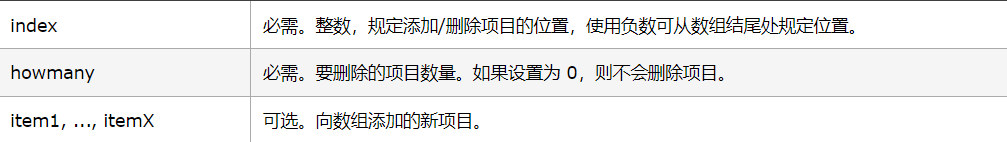 index 必需。整数，规定添加/删除项目的位置，使用负数可从数组结尾处规定位置。
howmany 必需。要删除的项目数量。如果设置为 0，则不会删除项目。
item1, ..., itemX 可选。向数组添加的新项目。